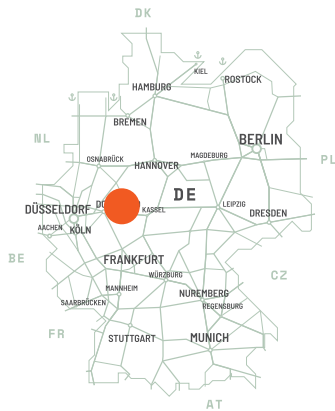 DK
KIEL
ROSTOCK
HAMBURG
BREMEN
NL
BERLIN
OSNABRÜCK
HANNOVER
MAGDEBURG
PL
DE
DÜSSELDORF
KASSEL
LEIPZIG
DRESDEN
AACHEN
KÖLN
BE
FRANKFURT
CZ
WÜRZBURG
MANNHEIM
NUREMBERG
SAARBRÜCKEN
REGENSBURG
FR
STUTTGART
MUNICH
AT